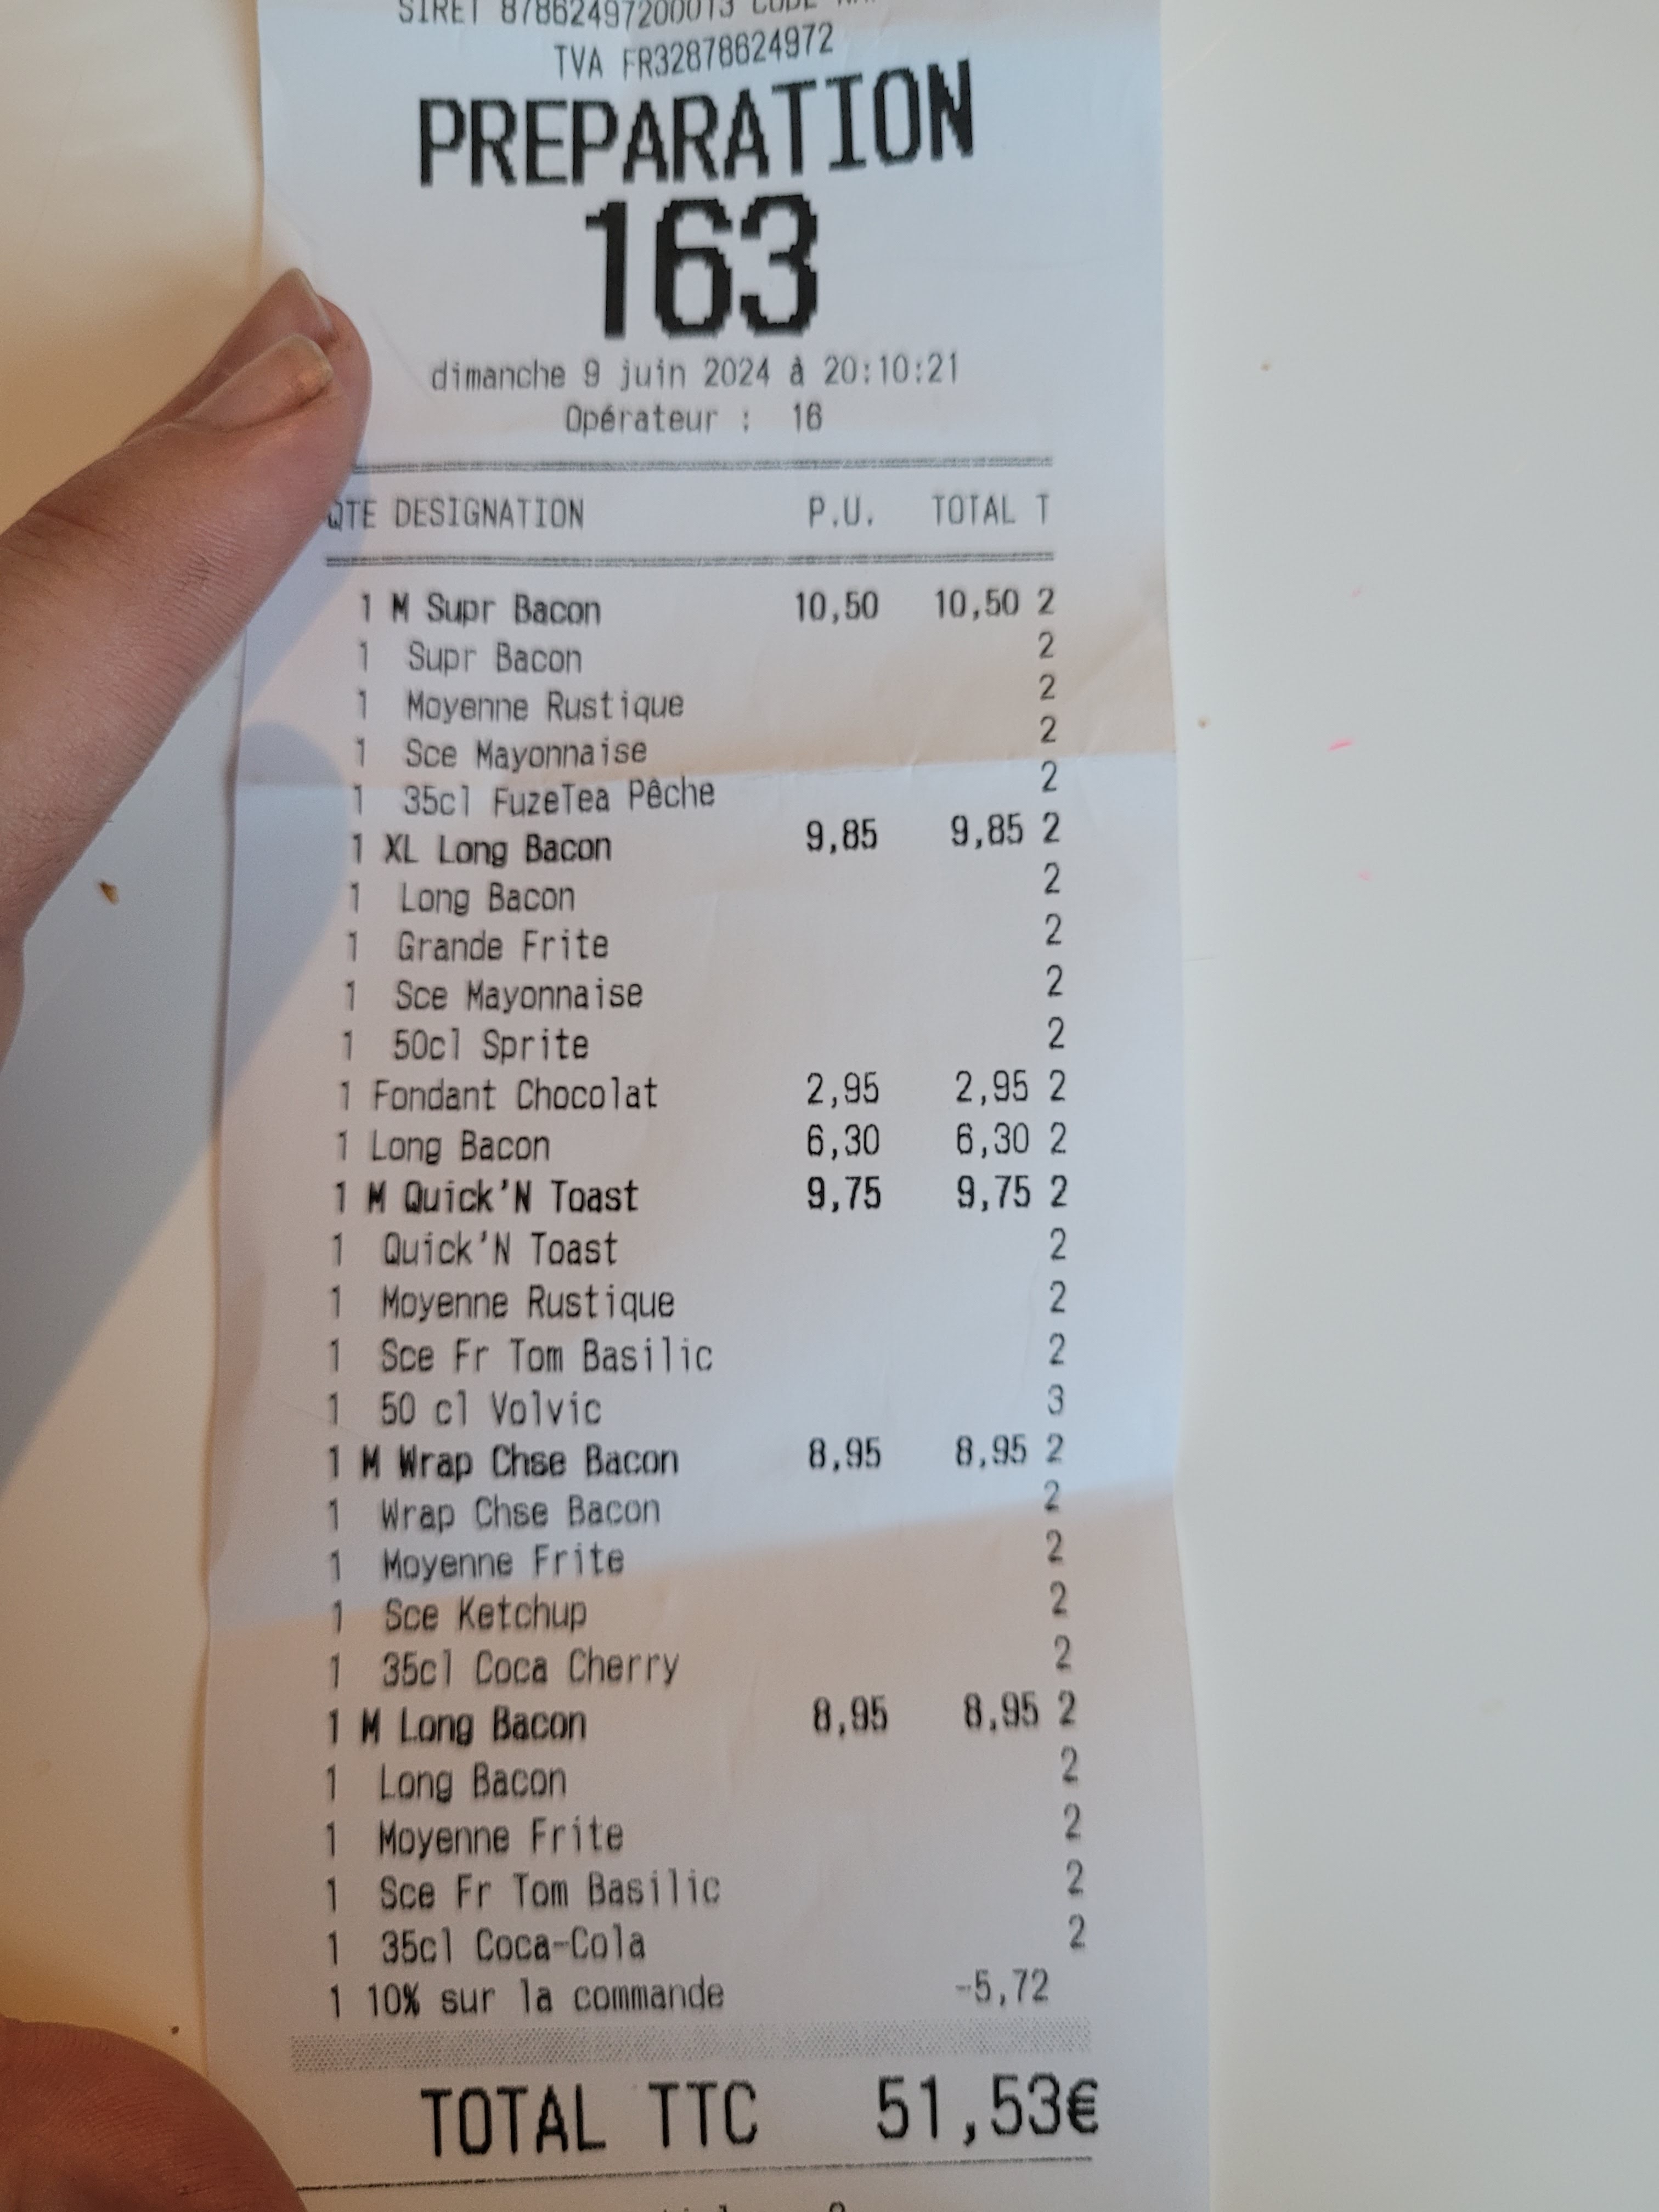 SIRET 87862497200013 CODE
TVA FR32878624972
PREPARATION
163
dimanche 9 juin 2024 à 20:10:21
Opérateur : 16
QTE DESIGNATION P.U. TOTAL T
1 M Supr Bacon 10,50 10,50 2
1 Supr Bacon 2
1 Moyenne Rustique 2
1 Sce Mayonnaise 2
1 35cl FuzeTea Pêche 2
1 XL Long Bacon 9,85 9,85 2
1 Long Bacon 2
1 Grande Frite 2
1 Sce Mayonnaise 2
1 50cl Sprite 2
1 Fondant Chocolat 2,95 2,95 2
1 Long Bacon 6,30 6,30 2
1 M Quick'N Toast 9,75 9,75 2
1 Quick'N Toast 2
1 Moyenne Rustique 2
1 Sce Fr Tom Basilic 2
1 50 cl Volvic 3
1 M Wrap Chse Bacon 8,95 8,95 2
1 Wrap Chse Bacon 2
1 Moyenne Frite 2
1 Sce Ketchup 2
1 35cl Coca Cherry 2
1 M Long Bacon 8,95 8,95 2
1 Long Bacon 2
1 Moyenne Frite 2
1 Sce Fr Tom Basilic 2
1 35cl Coca-Cola 2
1 10% sur la commande -5,72
TOTAL TTC 51,53€